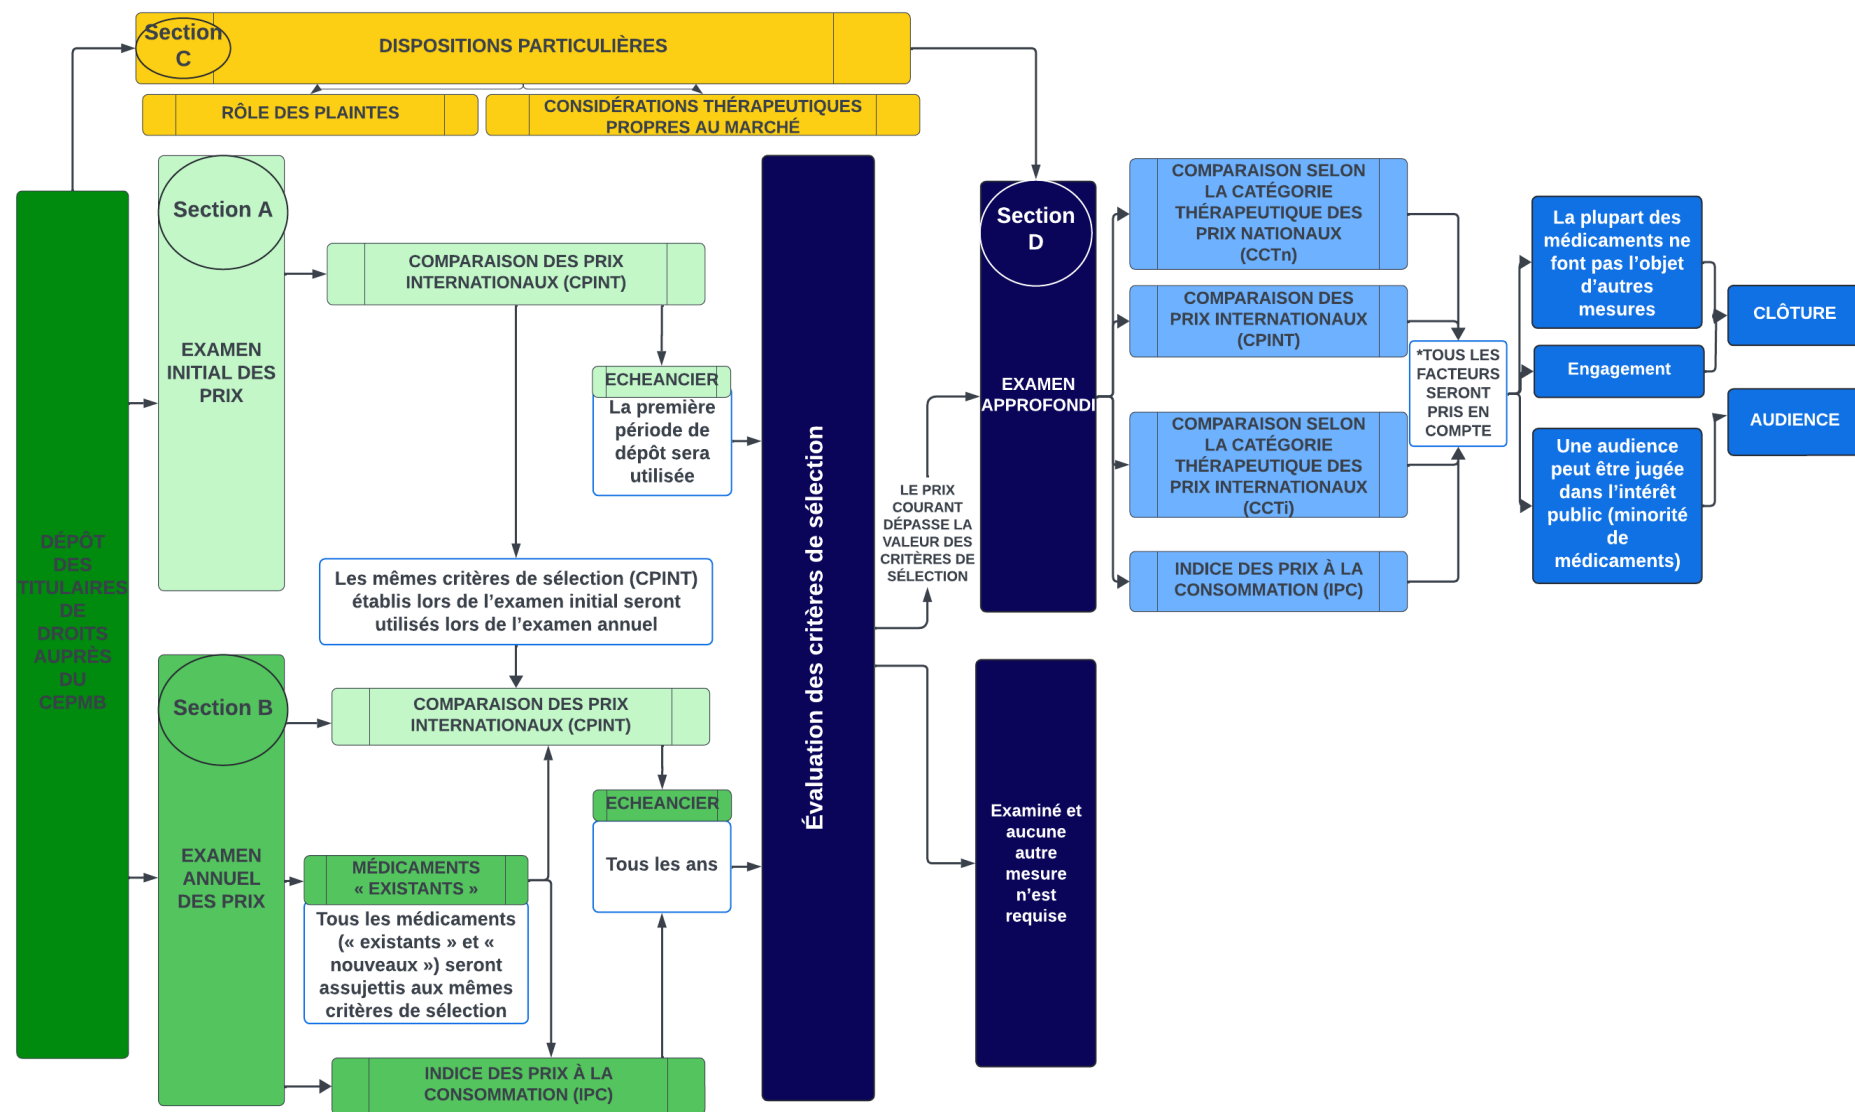 Section
C
DISPOSITIONS PARTICULIÈRES
RÔLE DES PLAINTES
CONSIDÉRATIONS THÉRAPEUTIQUES
PROPRES AU MARCHÉ
DÉPÔT
DES
TITULAIRES
DE
DROITS
AUPRÈS
DU
CEPMB
Section A
EXAMEN
INITIAL DES
PRIX
COMPARAISON DES PRIX
INTERNATIONAUX (CPINT)
ECHEANCIER
La première
période de
dépôt sera
utilisée
Les mêmes critères de sélection (CPINT)
établis lors de l’examen initial seront
utilisés lors de l’examen annuel
Section B
EXAMEN
ANNUEL
DES PRIX
COMPARAISON DES PRIX
INTERNATIONAUX (CPINT)
ECHEANCIER
Tous les ans
MÉDICAMENTS
« EXISTANTS »
Tous les médicaments
(« existants » et «
nouveaux ») seront
assujettis aux mêmes
critères de sélection
INDICE DES PRIX À LA
CONSOMMATION (IPC)
Évaluation des critères de sélection
LE PRIX
COURANT
DÉPASSE LA
VALEUR DES
CRITÈRES DE
SÉLECTION
Section
D
EXAMEN
APPROFONDI
Examiné et
aucune
autre
mesure
n’est
requise
COMPARAISON SELON
LA CATÉGORIE
THÉRAPEUTIQUE DES
PRIX NATIONAUX
(CCTn)
COMPARAISON DES
PRIX INTERNATIONAUX
(CPINT)
COMPARAISON SELON
LA CATÉGORIE
THÉRAPEUTIQUE DES
PRIX INTERNATIONAUX
(CCTi)
INDICE DES PRIX À LA
CONSOMMATION (IPC)
*TOUS LES
FACTEURS
SERONT
PRIS EN
COMPTE
La plupart des
médicaments ne
font pas l’objet
d’autres
mesures
Engagement
Une audience
peut être jugée
dans l’intérêt
public (minorité
de
médicaments)
CLÔTURE
AUDIENCE